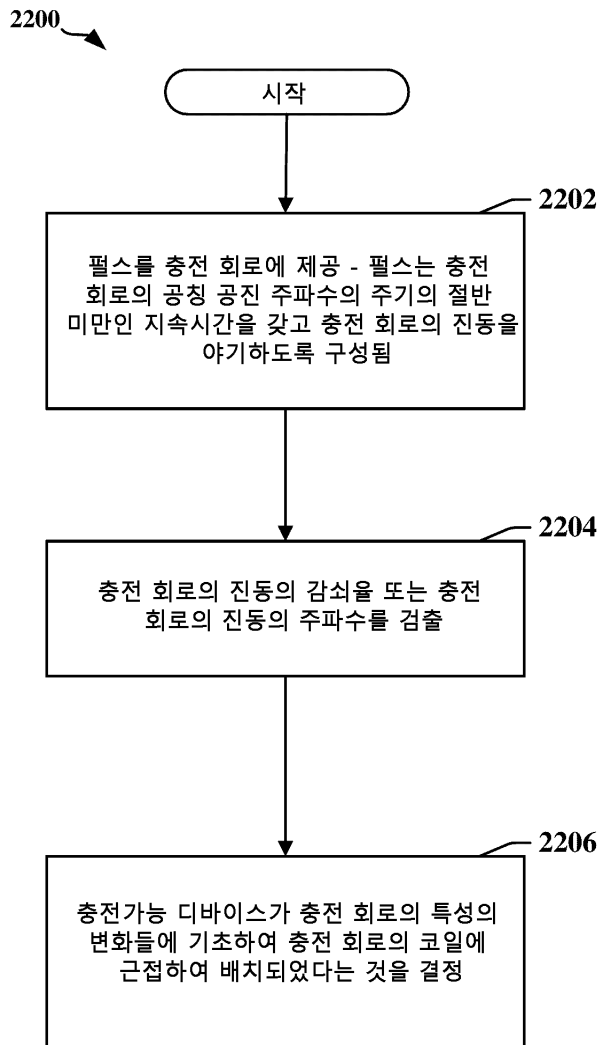 2200
시작
2202
펄스를 충전 회로에 제공 - 펄스는 충전
회로의 공칭 공진 주파수의 주기의 절반
미만인 지속시간을 갖고 충전 회로의 진동을
야기하도록 구성됨
2204
충전 회로의 진동의 감쇠율 또는 충전
회로의 진동의 주파수를 검출
2206
충전가능 디바이스가 충전 회로의 특성의
변화들에 기초하여 충전 회로의 코일에
근접하여 배치되었다는 것을 결정